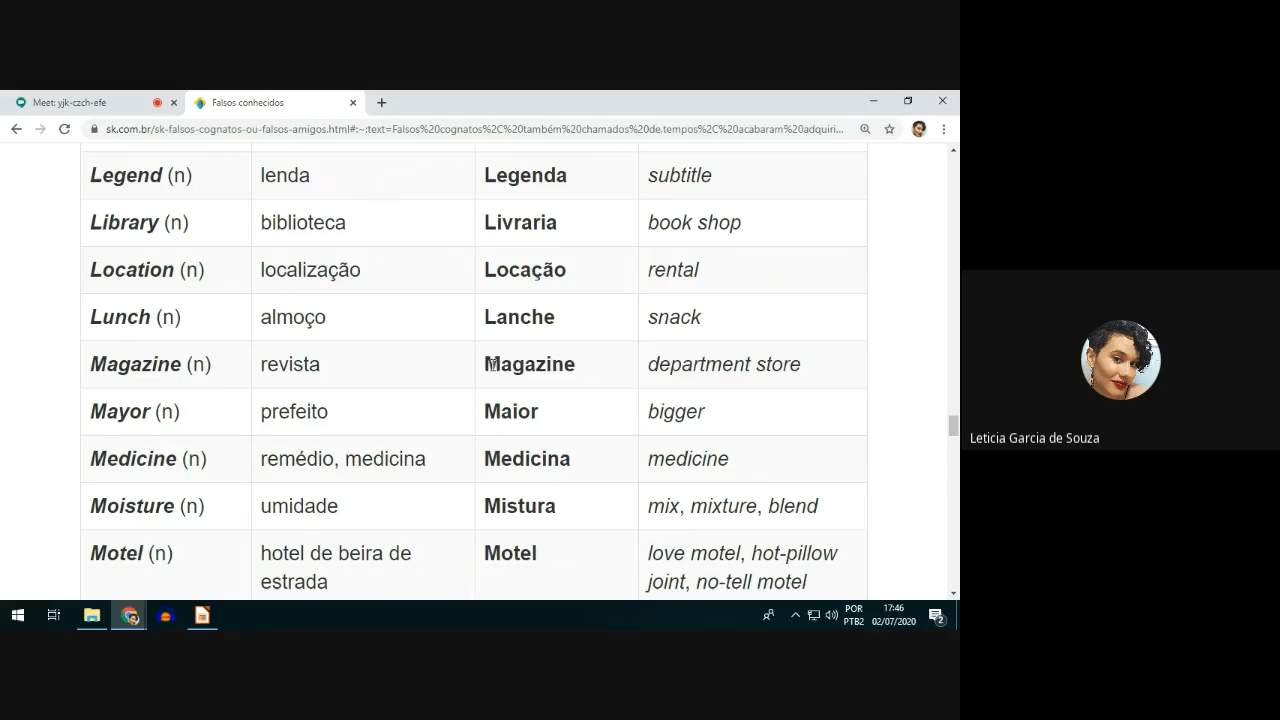 Meet: yjk-czch-efe
Falsos conhecidos
sk.com.br/sk-falsos-cognatos-ou-falsos-amigos.html#:~:text=Falsos%20cognatos%2C%20também%20chamados%20de.tempos%2C%20acabaram%20adquiri...
Legend (n) lenda Legenda subtitle
Library (n) biblioteca Livraria book shop
Location (n) localização Locação rental
Lunch (n) almoço Lanche snack
Magazine (n) revista Magazine department store
Mayor (n) prefeito Maior bigger
Medicine (n) remédio, medicina Medicina medicine
Moisture (n) umidade Mistura mix, mixture, blend
Motel (n) hotel de beira de estrada Motel love motel, hot-pillow joint, no-tell motel
Leticia Garcia de Souza
POR
PTB2
17:46
02/07/2020
2